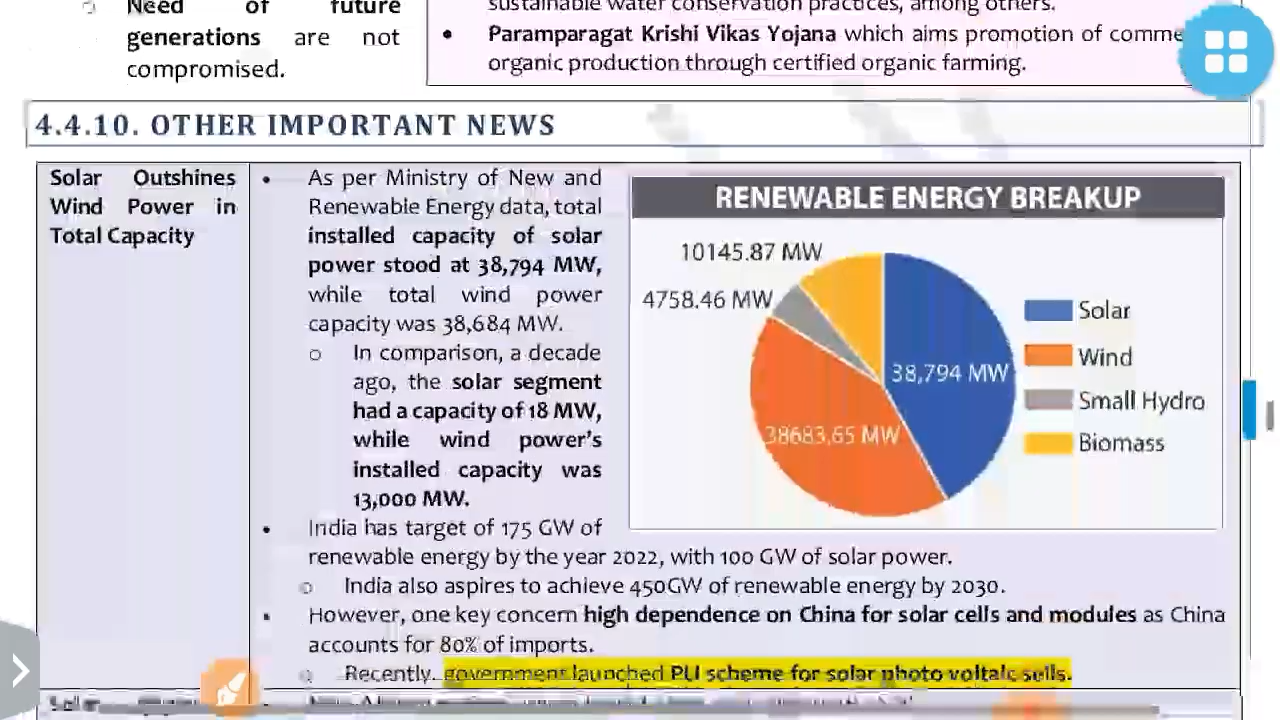 Need of future
generations are not
compromised.
sustainable water conservation practices, among others.
• Paramparagat Krishi Vikas Yojana which aims promotion of comme
organic production through certified organic farming.
4.4.10. OTHER IMPORTANT NEWS
Solar Outshines
Wind Power in
Total Capacity
• As per Ministry of New and
Renewable Energy data, total
installed capacity of solar
power stood at 38,794 MW,
while total wind power
capacity was 38,684 MW.
o In comparison, a decade
ago, the solar segment
had a capacity of 18 MW,
while wind power's
installed capacity was
13,000 MW.
• India has target of 175 GW of
renewable energy by the year 2022, with 100 GW of solar power.
o India also aspires to achieve 450GW of renewable energy by 2030.
• However, one key concern high dependence on China for solar cells and modules as China
accounts for 80% of imports.
o Recently, government launched PLI scheme for solar photo voltaic cells.
RENEWABLE ENERGY BREAKUP
10145.87 MW
4758.46 MW
38,794 MW
38683.65 MW
Solar
Wind
Small Hydro
Biomass